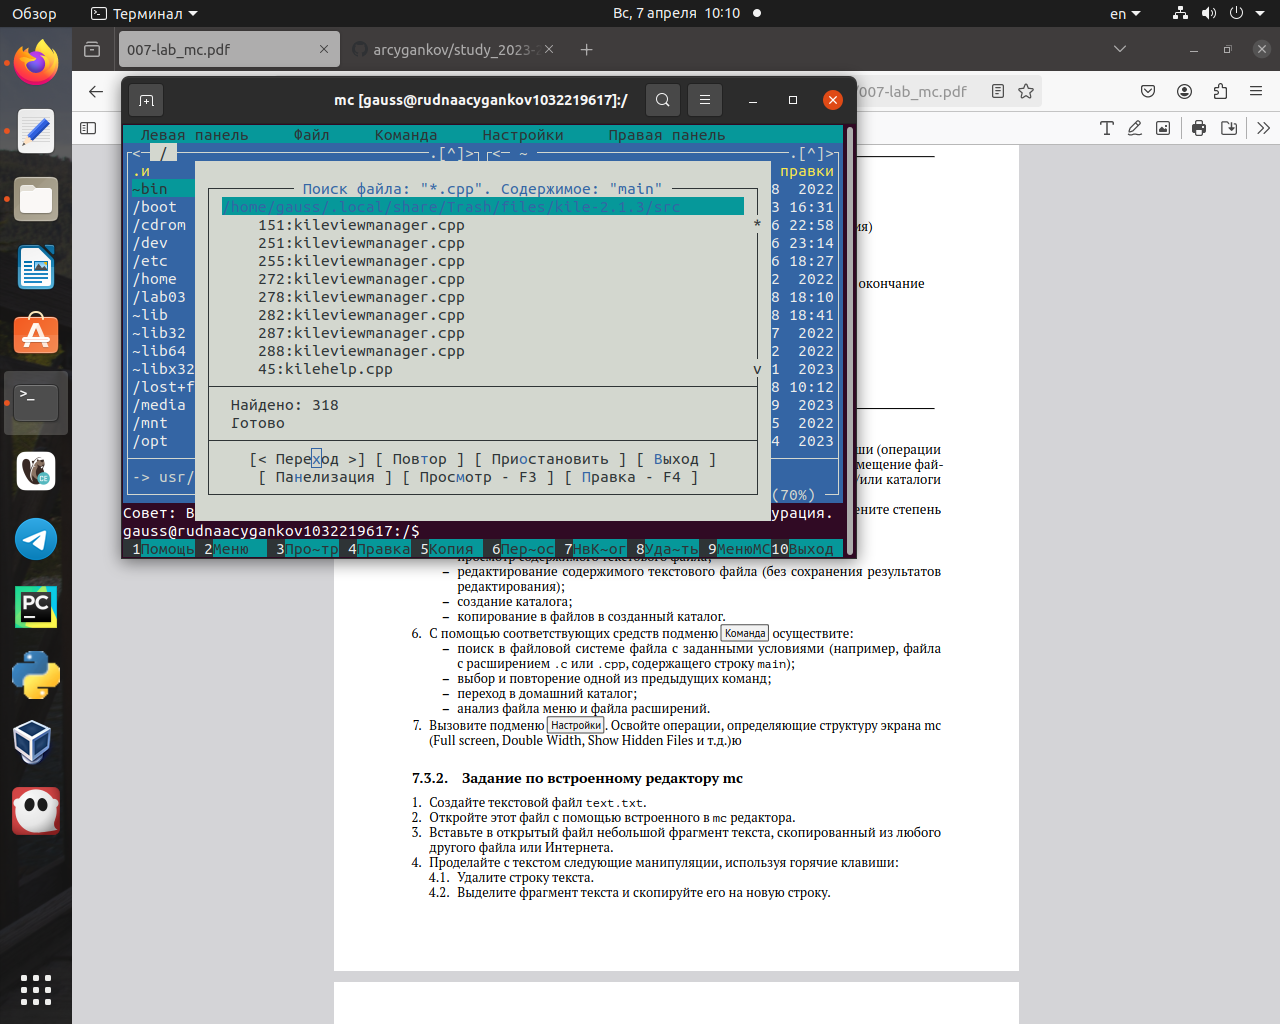 Обзор
Терминал
Вс, 7 апреля 10:10
en
007-lab_mc.pdf
arcygankov/study_2023-2
/007-lab_mc.pdf
mc [gauss@rudnaacygankov1032219617]:/
Левая панель Файл Команда Настройки Правая панель
<─ / .[^]>┐┌<─ ~ .[^]>
.и правки
~bin 8 2022
/boot 3 16:31
/cdrom 6 22:58
/dev 6 23:14
/etc 6 18:27
/home 2 2022
/lab03 8 18:10
~lib 8 18:41
~lib32 7 2022
~lib64 2 2022
~libx32 1 2023
/lost+f 8 10:12
/media 9 2023
/mnt 5 2022
/opt 4 2023
-> usr/
(70%)
Поиск файла: "*.cpp". Содержимое: "main"
/home/gauss/.local/share/Trash/files/kile-2.1.3/src
151:kileviewmanager.cpp
251:kileviewmanager.cpp
255:kileviewmanager.cpp
272:kileviewmanager.cpp
278:kileviewmanager.cpp
282:kileviewmanager.cpp
287:kileviewmanager.cpp
288:kileviewmanager.cpp
45:kilehelp.cpp
Найдено: 318
Готово
[< Переход >] [ Повтор ] [ Приостановить ] [ Выход ]
[ Панелизация ] [ Просмотр - F3 ] [ Правка - F4 ]
Совет: В урация.
gauss@rudnaacygankov1032219617:/$
1Помощь 2Меню 3Про~тр 4Правка 5Копия 6Пер~ос 7НвК~ог 8Уда~ть 9МенюMC 10Выход
ия)
окончание
ши (операции
мещение фай-
/или каталоги
ените степень
просмотр содержимого текстового файла;
– редактирование содержимого текстового файла (без сохранения результатов
редактирования);
– создание каталога;
– копирование в файлов в созданный каталог.
6. С помощью соответствующих средств подменю Команда осуществите:
– поиск в файловой системе файла с заданными условиями (например, файла
с расширением .c или .cpp, содержащего строку main);
– выбор и повторение одной из предыдущих команд;
– переход в домашний каталог;
– анализ файла меню и файла расширений.
7. Вызовите подменю Настройки. Освойте операции, определяющие структуру экрана mc
(Full screen, Double Width, Show Hidden Files и т.д.)ю
7.3.2. Задание по встроенному редактору mc
1. Создайте текстовой файл text.txt.
2. Откройте этот файл с помощью встроенного в mc редактора.
3. Вставьте в открытый файл небольшой фрагмент текста, скопированный из любого
другого файла или Интернета.
4. Проделайте с текстом следующие манипуляции, используя горячие клавиши:
4.1. Удалите строку текста.
4.2. Выделите фрагмент текста и скопируйте его на новую строку.